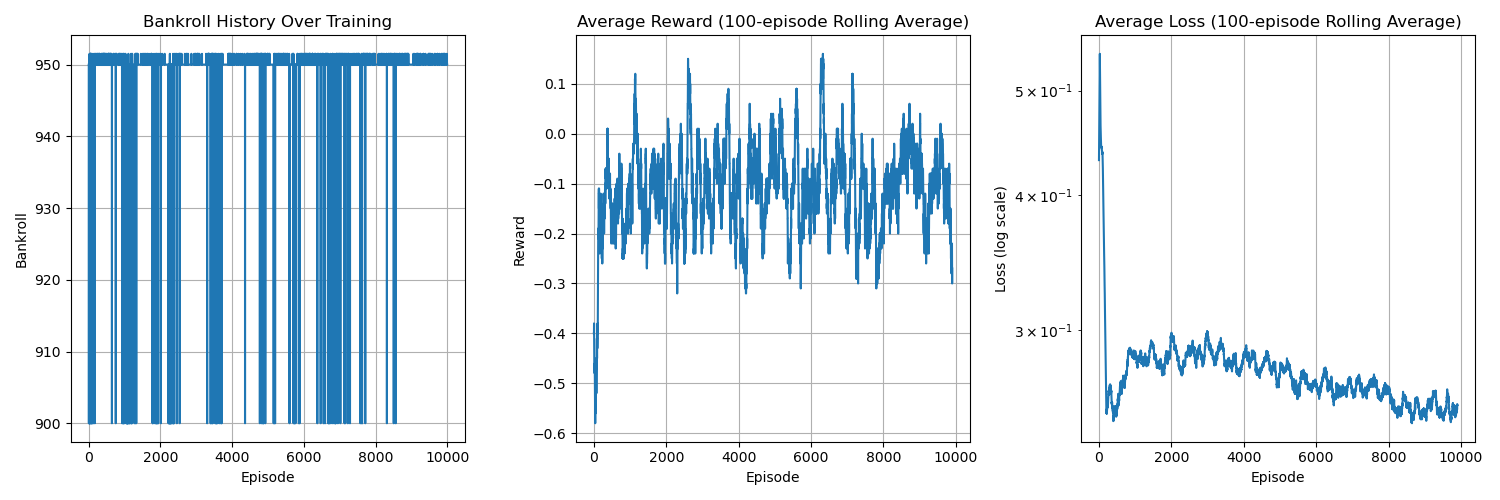 Bankroll History Over Training
Bankroll
950
940
930
920
910
900
0 2000 4000 6000 8000 10000
Episode
Average Reward (100-episode Rolling Average)
Reward
0.1
0.0
−0.1
−0.2
−0.3
−0.4
−0.5
−0.6
0 2000 4000 6000 8000 10000
Episode
Average Loss (100-episode Rolling Average)
Loss (log scale)
5 × 10⁻¹
4 × 10⁻¹
3 × 10⁻¹
0 2000 4000 6000 8000 10000
Episode